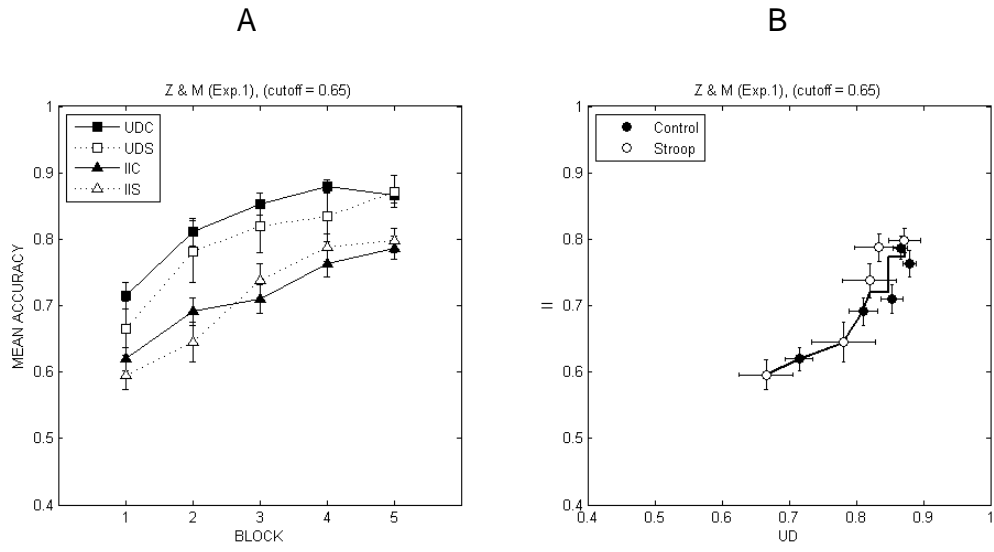 A
Z & M (Exp.1), (cutoff = 0.65)
UDC
UDS
IIC
IIS
MEAN ACCURACY
1
0.9
0.8
0.7
0.6
0.5
0.4
1 2 3 4 5
BLOCK
B
Z & M (Exp.1), (cutoff = 0.65)
Control
Stroop
II
1
0.9
0.8
0.7
0.6
0.5
0.4
0.4 0.5 0.6 0.7 0.8 0.9 1
UD